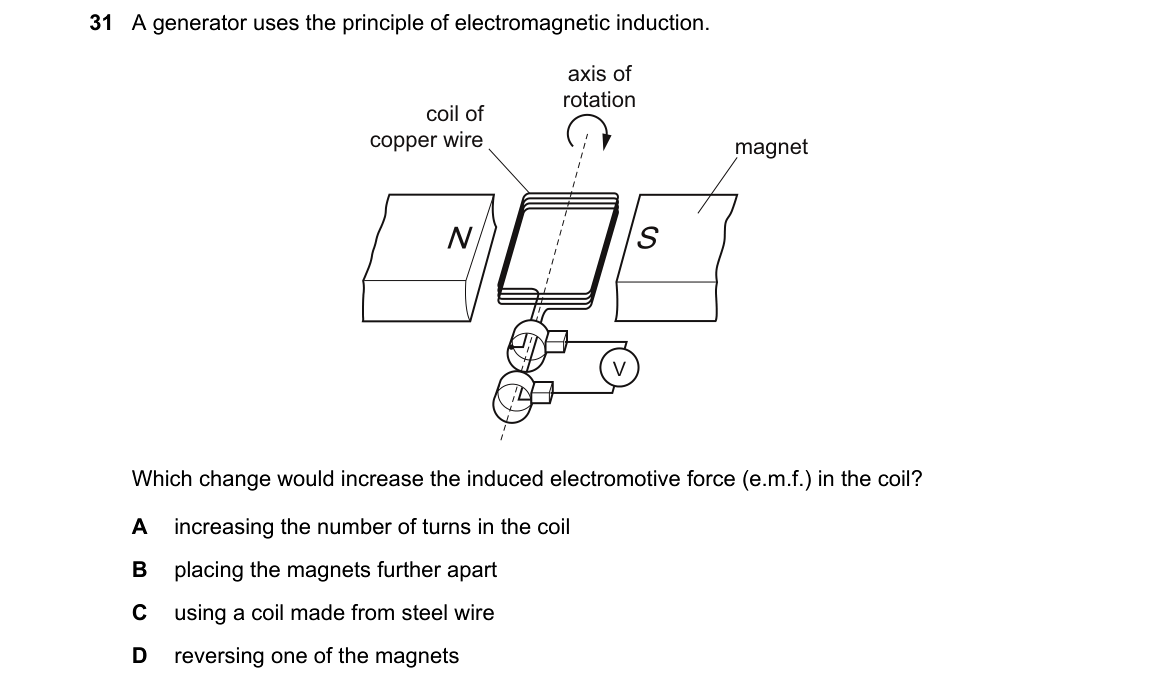 31 A generator uses the principle of electromagnetic induction.
axis of
rotation
coil of
copper wire
magnet
N
S
V
Which change would increase the induced electromotive force (e.m.f.) in the coil?
A increasing the number of turns in the coil
B placing the magnets further apart
C using a coil made from steel wire
D reversing one of the magnets